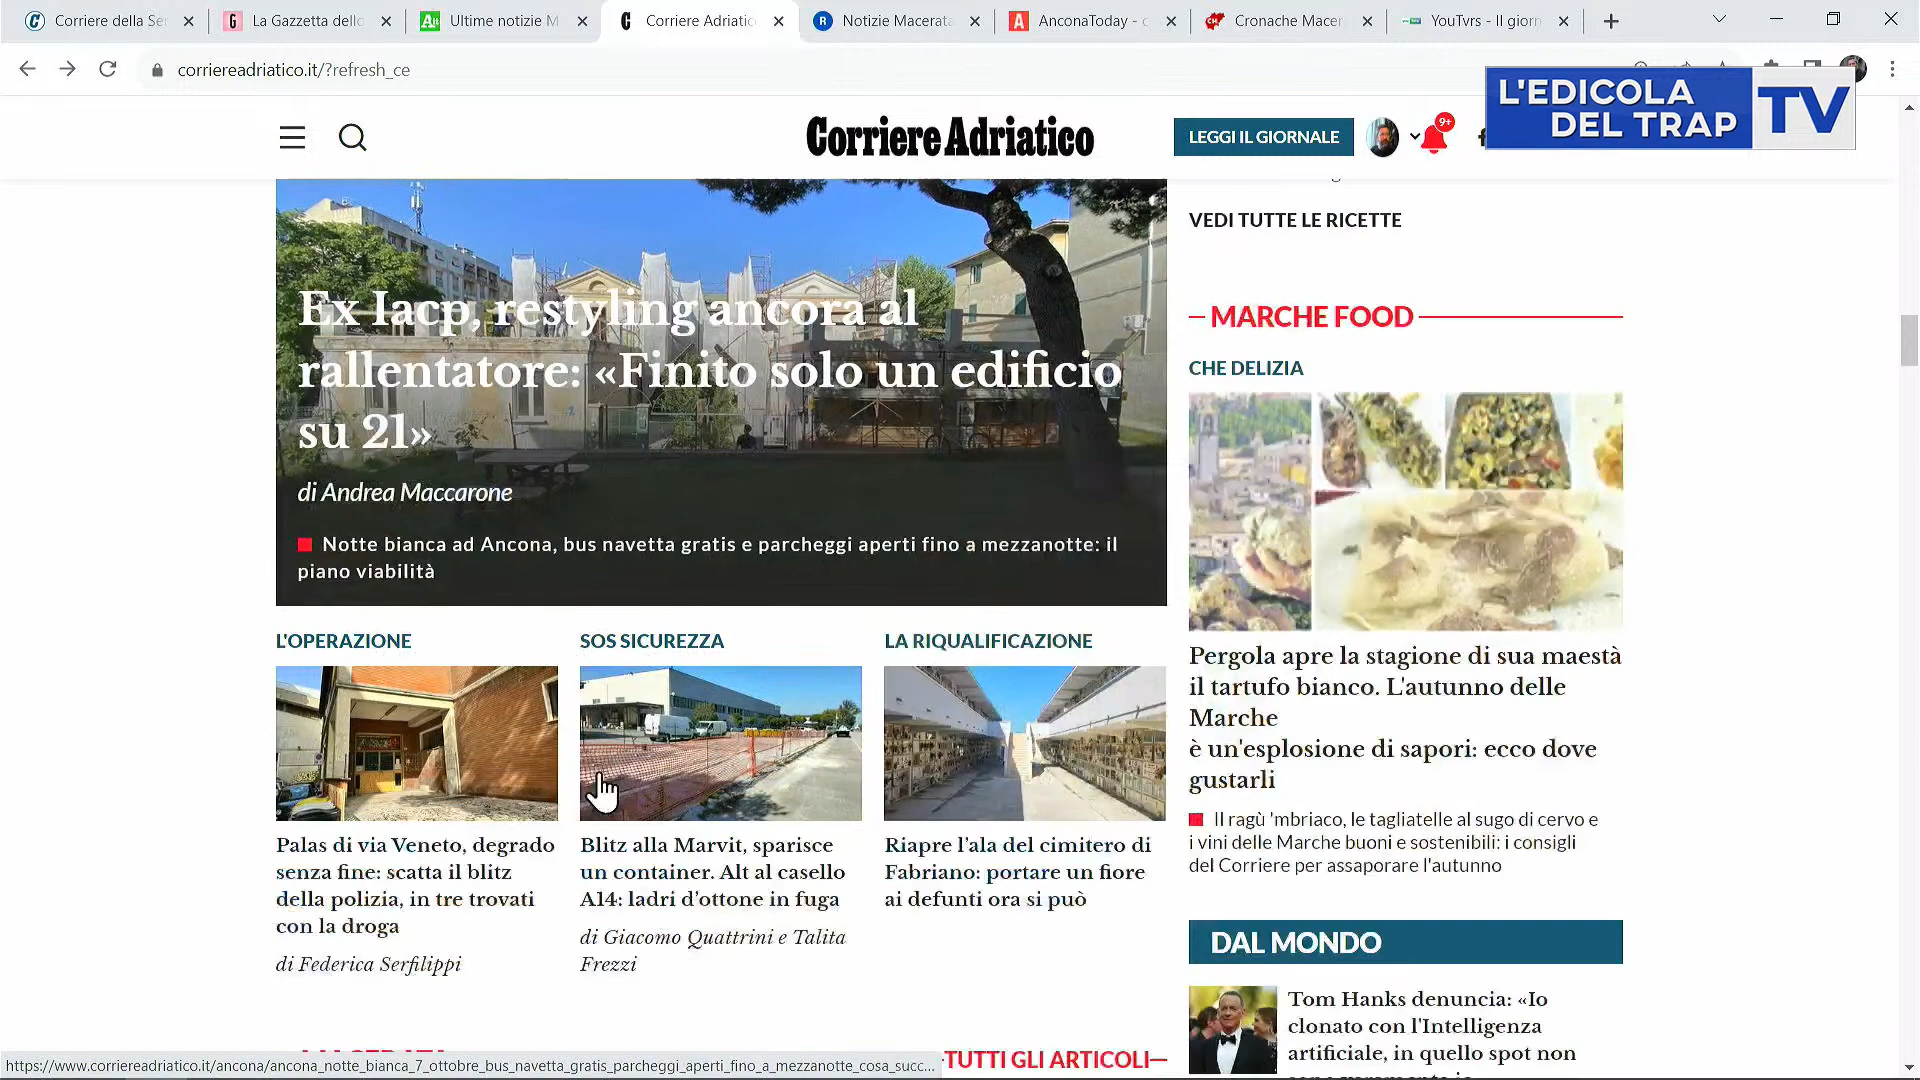 Corriere della Se
La Gazzetta dello
Ultime notizie M
Corriere Adriatic
Notizie Macerata
AnconaToday - c
Cronache Macer
YouTvrs - Il giorn
corriereadriatico.it/?refresh_ce
Corriere Adriatico
LEGGI IL GIORNALE
9+
L'EDICOLA
DEL TRAP
TV
VEDI TUTTE LE RICETTE
Ex Iacp, restyling ancora al
rallentatore: «Finito solo un edificio
su 21»
di Andrea Maccarone
Notte bianca ad Ancona, bus navetta gratis e parcheggi aperti fino a mezzanotte: il
piano viabilità
L'OPERAZIONE
Palas di via Veneto, degrado
senza fine: scatta il blitz
della polizia, in tre trovati
con la droga
di Federica Serfilippi
SOS SICUREZZA
Blitz alla Marvit, sparisce
un container. Alt al casello
A14: ladri d’ottone in fuga
di Giacomo Quattrini e Talita
Frezzi
LA RIQUALIFICAZIONE
Riapre l’ala del cimitero di
Fabriano: portare un fiore
ai defunti ora si può
MARCHE FOOD
CHE DELIZIA
Pergola apre la stagione di sua maestà
il tartufo bianco. L'autunno delle
Marche
è un'esplosione di sapori: ecco dove
gustarli
Il ragù 'mbriaco, le tagliatelle al sugo di cervo e
i vini delle Marche buoni e sostenibili: i consigli
del Corriere per assaporare l'autunno
DAL MONDO
Tom Hanks denuncia: «Io
clonato con l'Intelligenza
artificiale, in quello spot non
TUTTI GLI ARTICOLI
https://www.corriereadriatico.it/ancona/ancona_notte_bianca_7_ottobre_bus_navetta_gratis_parcheggi_aperti_fino_a_mezzanotte_cosa_succ...